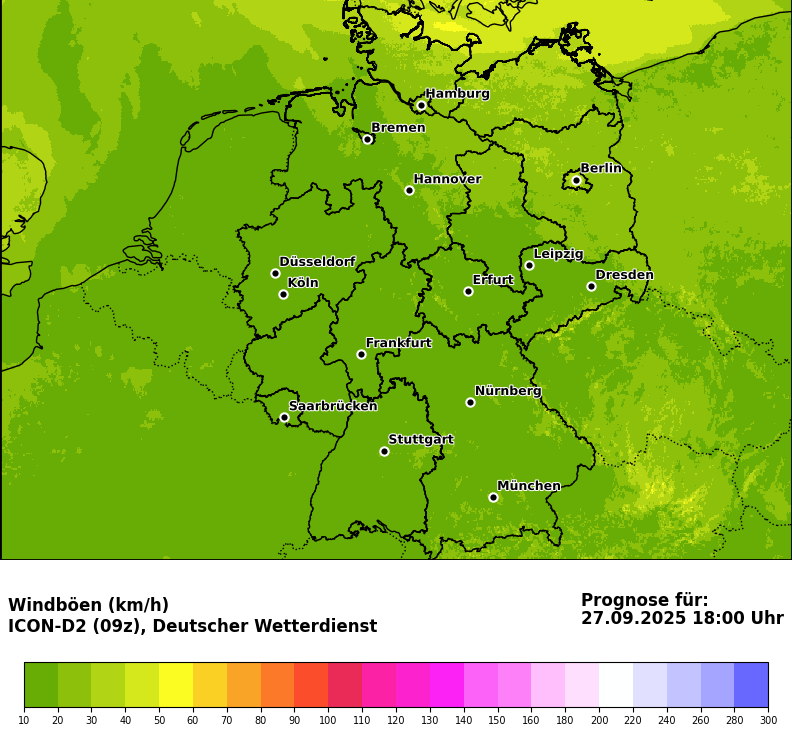 Hamburg
Bremen
Berlin
Hannover
Leipzig
Düsseldorf
Dresden
Köln
Erfurt
Frankfurt
Nürnberg
Saarbrücken
Stuttgart
München
Windböen (km/h)
ICON-D2 (09z), Deutscher Wetterdienst
Prognose für:
27.09.2025 18:00 Uhr
10 20 30 40 50 60 70 80 90 100 110 120 130 140 150 160 180 200 220 240 260 280 300